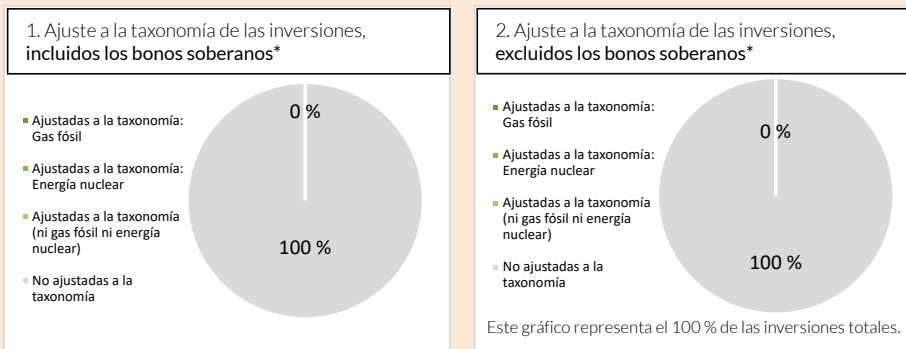 1. Ajuste a la taxonomía de las inversiones,
incluidos los bonos soberanos*
Ajustadas a la taxonomía:
Gas fósil
Ajustadas a la taxonomía:
Energía nuclear
Ajustadas a la taxonomía
(ni gas fósil ni energía
nuclear)
No ajustadas a la
taxonomía
0 %
100 %
2. Ajuste a la taxonomía de las inversiones,
excluidos los bonos soberanos*
Ajustadas a la taxonomía:
Gas fósil
Ajustadas a la taxonomía:
Energía nuclear
Ajustadas a la taxonomía
(ni gas fósil ni energía
nuclear)
No ajustadas a la
taxonomía
0 %
100 %
Este gráfico representa el 100 % de las inversiones totales.